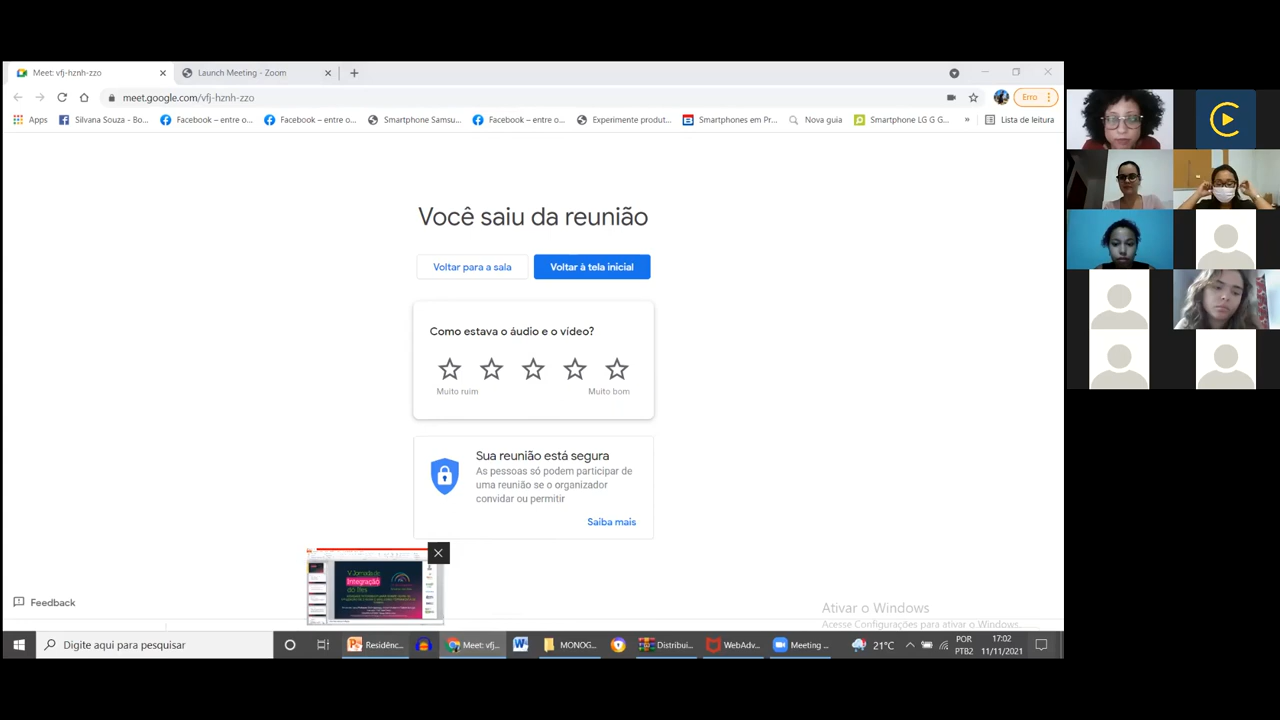 Meet: vfj-hznh-zzo
Launch Meeting - Zoom
meet.google.com/vfj-hznh-zzo
Erro
Apps
Silvana Souza - Bo...
Facebook – entre o...
Facebook – entre o...
Smartphone Samsu...
Facebook – entre o...
Experimente produt...
Smartphones em Pr...
Nova guia
Smartphone LG G G...
»
Lista de leitura
Você saiu da reunião
Voltar para a sala
Voltar à tela inicial
Como estava o áudio e o vídeo?
Muito ruim
Muito bom
Sua reunião está segura
As pessoas só podem participar de
uma reunião se o organizador
convidar ou permitir
Saiba mais
V Jornada de
Integração
do
Feedback
Ativar o Windows
Acesse Configurações para ativar o Windows.
Digite aqui para pesquisar
Residênc...
Meet: vfj-...
MONOG...
Distribui...
WebAdv...
Meeting ...
21°C
POR
PTB2
17:02
11/11/2021